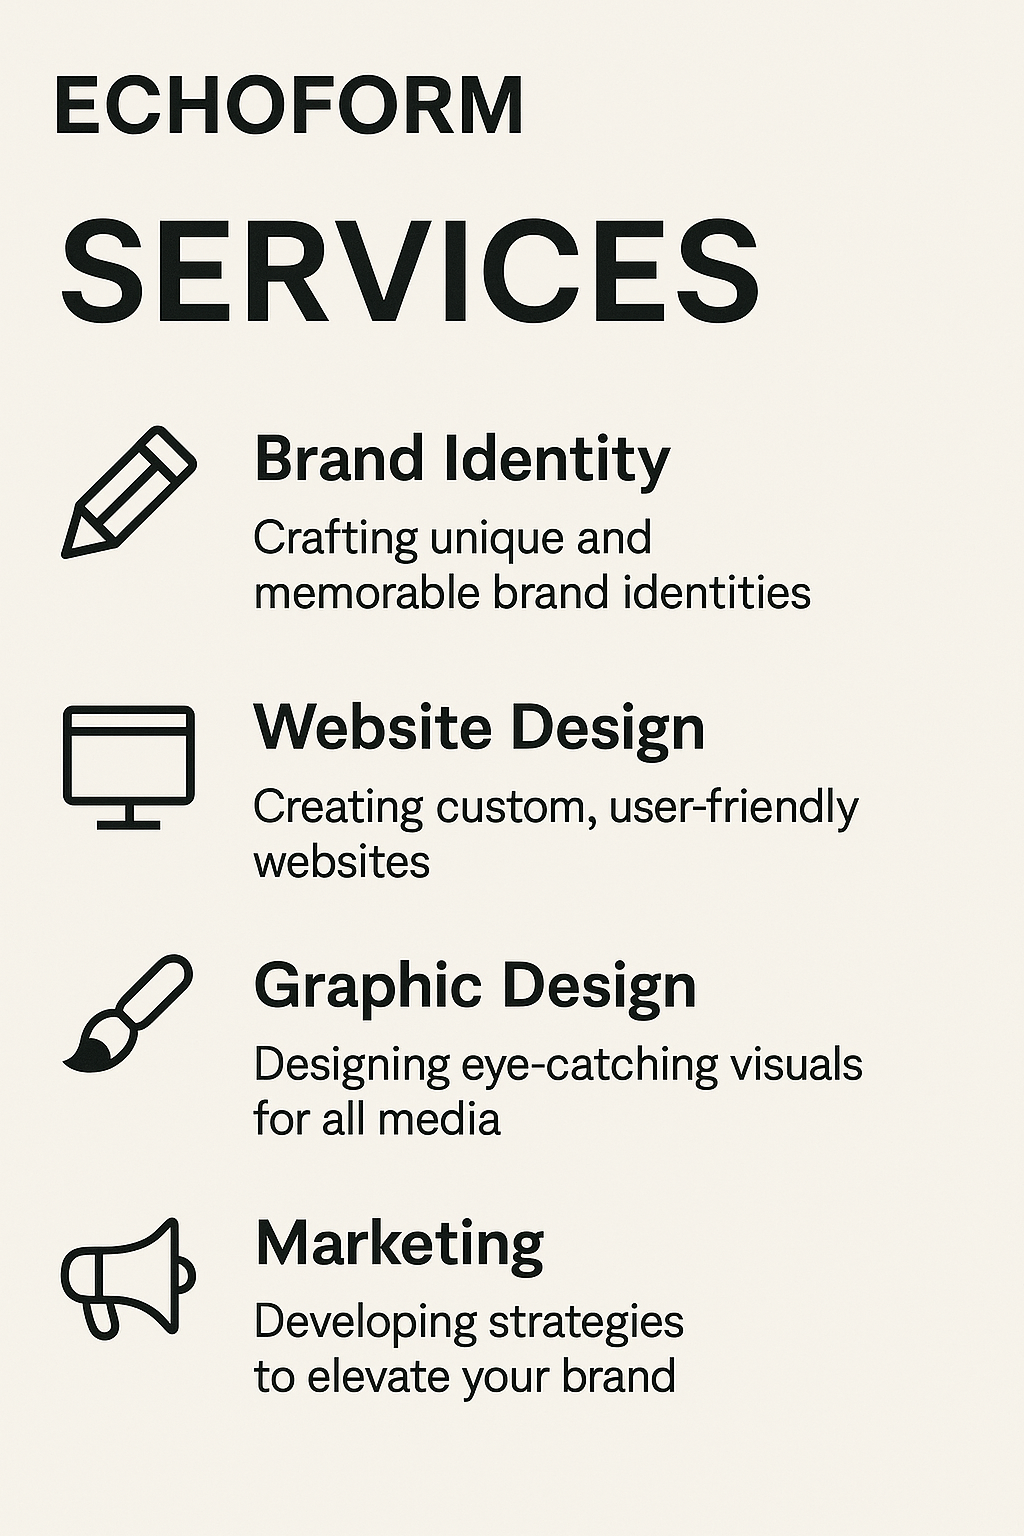 ECHOFORM
SERVICES
Brand Identity
Crafting unique and
memorable brand identities
Website Design
Creating custom, user-friendly
websites
Graphic Design
Designing eye-catching visuals
for all media
Marketing
Developing strategies
to elevate your brand